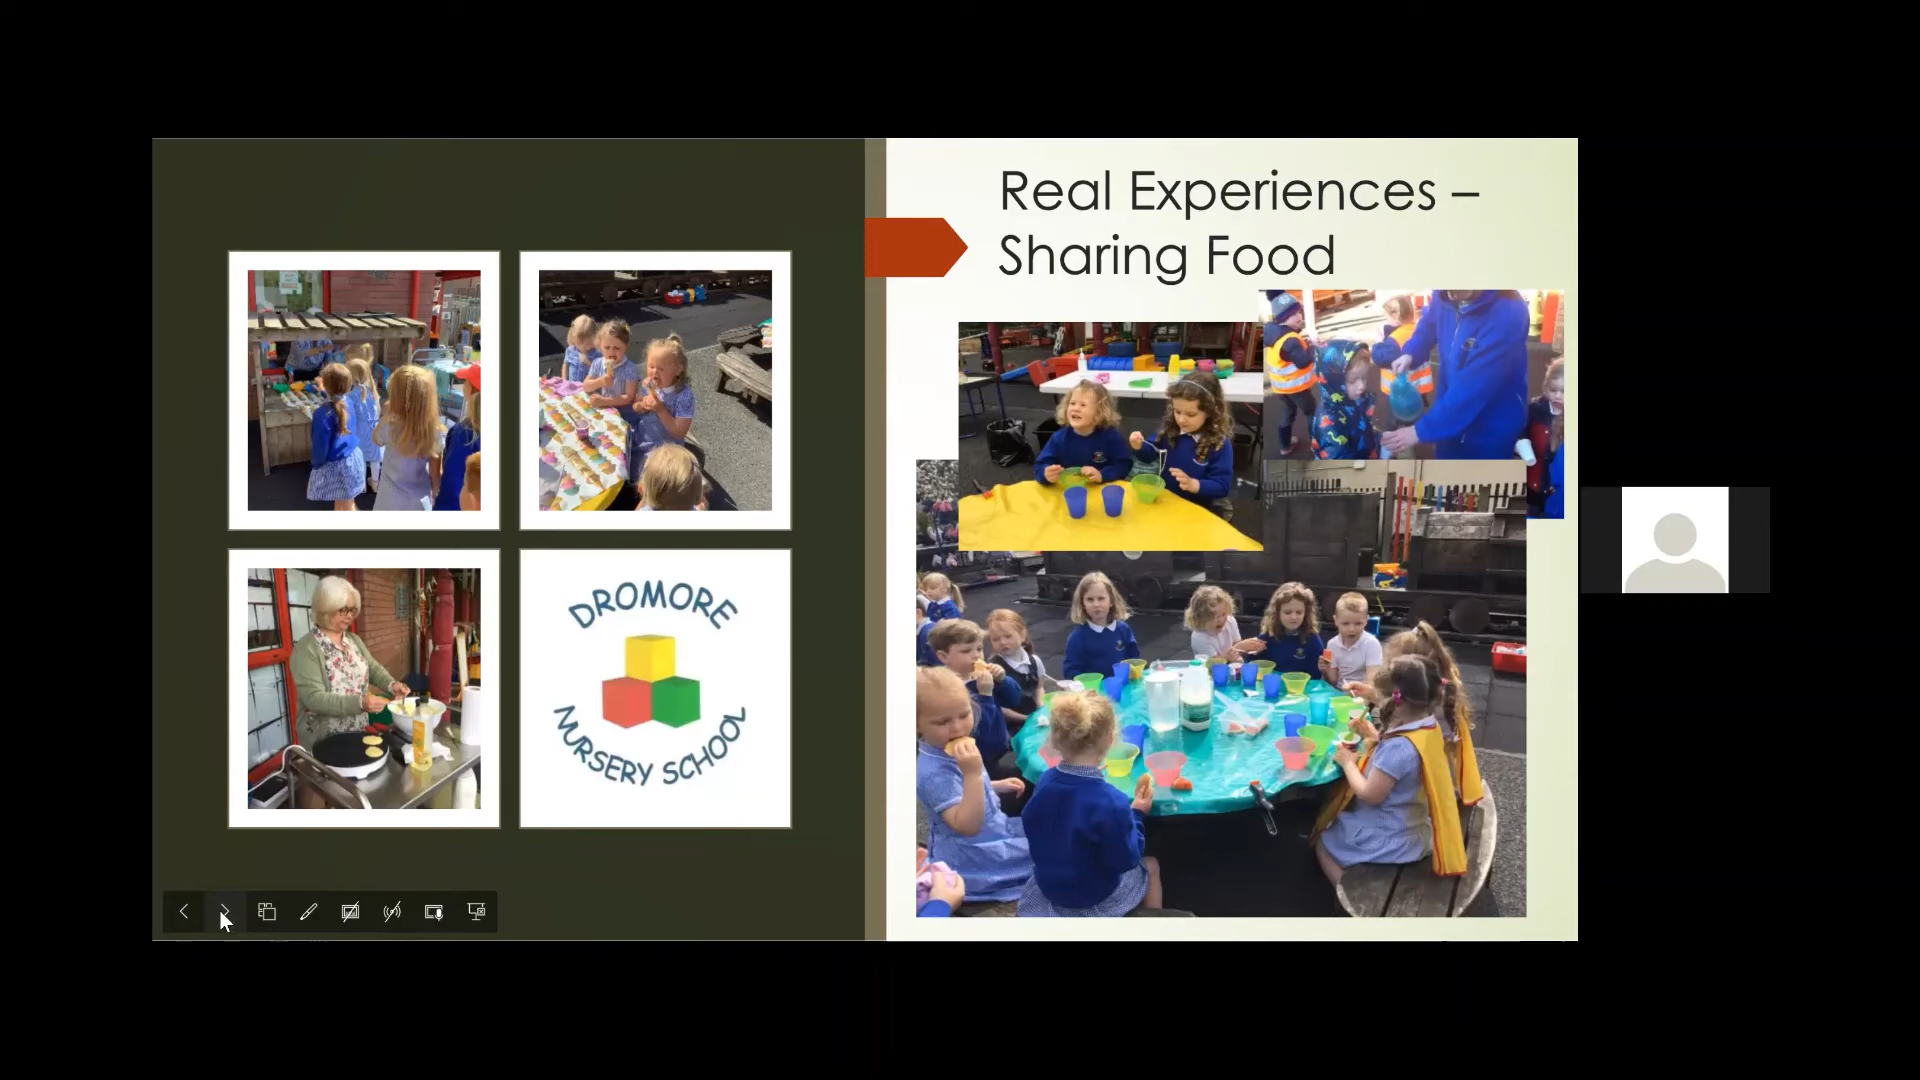 Real Experiences –
Sharing Food
DROMORE
NURSERY SCHOOL